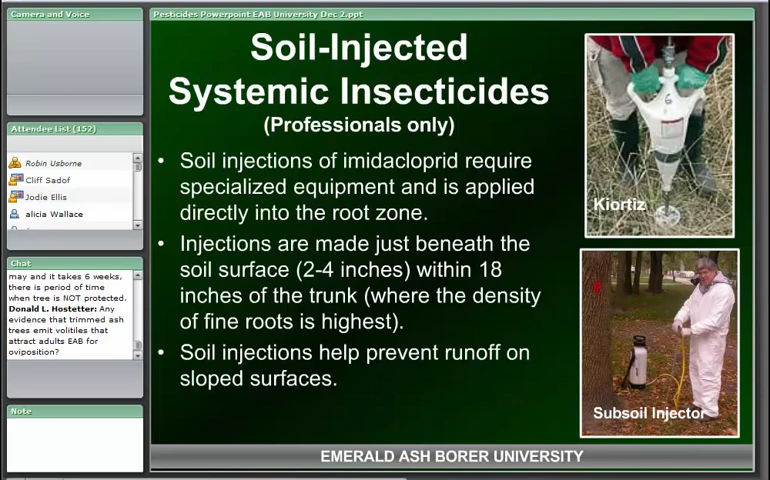 Camera and Voice
Pesticides Powerpoint EAB University Dec 2.ppt
Attendee List (152)
Robin Usborne
Cliff Sadof
Jodie Ellis
alicia Wallace
Chat
may and it takes 6 weeks,
there is period of time
when tree is NOT protected.
Donald L. Hostetter: Any
evidence that trimmed ash
trees emit volitiles that
attract adults EAB for
oviposition?
Note
Soil-Injected
Systemic Insecticides
(Professionals only)
• Soil injections of imidacloprid require
specialized equipment and is applied
directly into the root zone.
• Injections are made just beneath the
soil surface (2-4 inches) within 18
inches of the trunk (where the density
of fine roots is highest).
• Soil injections help prevent runoff on
sloped surfaces.
Kiortiz
Subsoil Injector
EMERALD ASH BORER UNIVERSITY